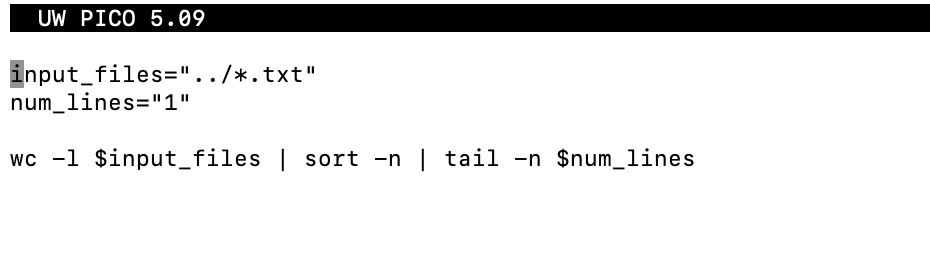 UW PICO 5.09
input_files="../*.txt"
num_lines="1"
wc -l $input_files | sort -n | tail -n $num_lines